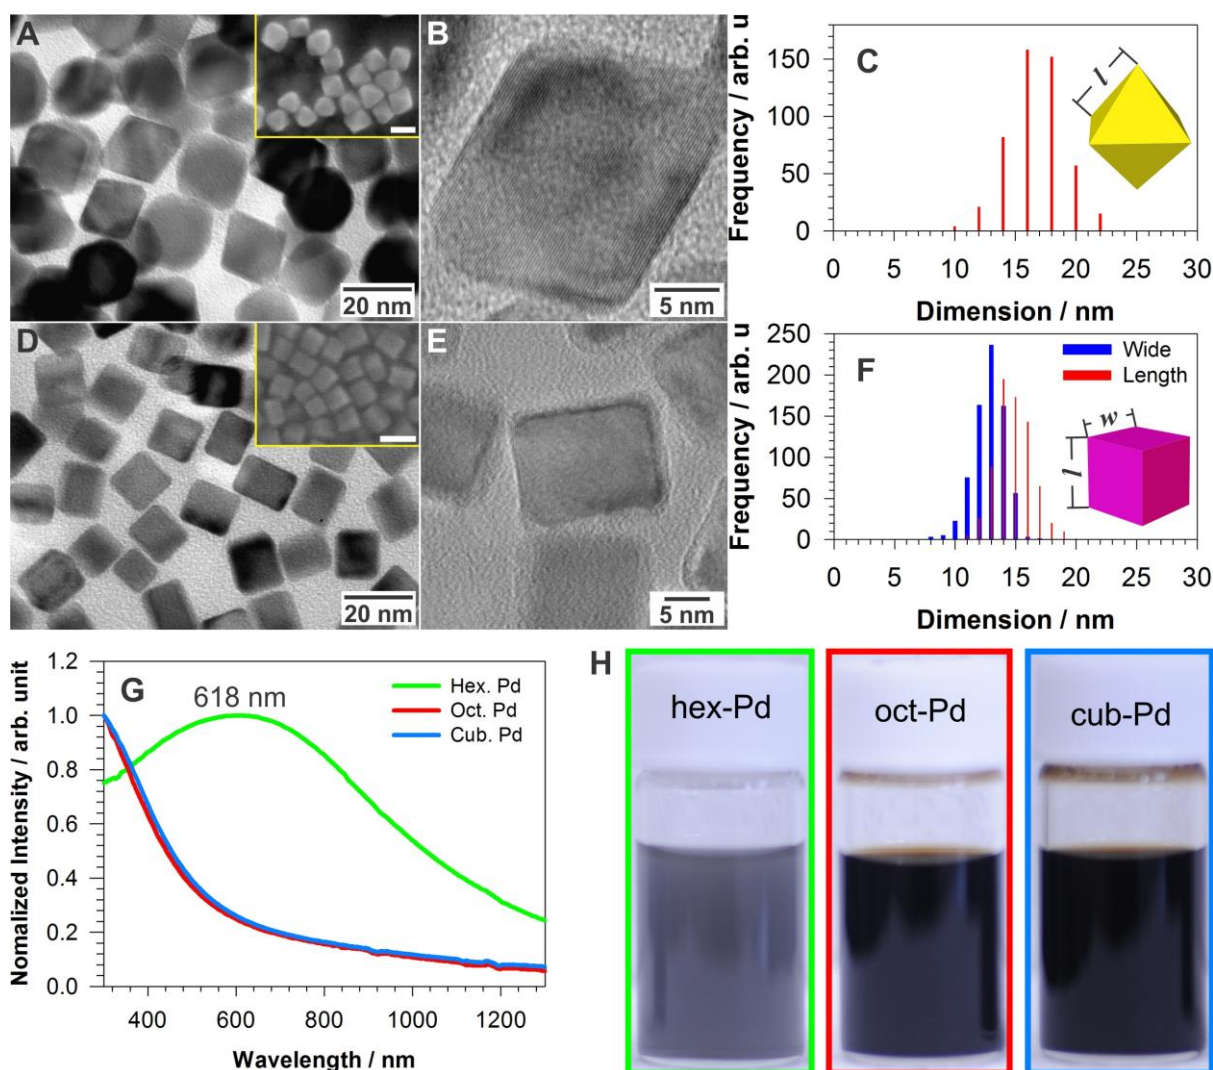 A
B
20 nm
5 nm
Frequency / arb. u
150
100
50
0
C
l
0 5 10 15 20 25 30
Dimension / nm
D
E
20 nm
5 nm
Frequency / arb. u
250
200
150
100
50
0
F
Wide
Length
w
l
0 5 10 15 20 25 30
Dimension / nm
Nomalized Intensity / arb. unit
1.2
1.0
0.8
0.6
0.4
0.2
0.0
G
618 nm
Hex. Pd
Oct. Pd
Cub. Pd
400 600 800 1000 1200
Wavelength / nm
H
hex-Pd
oct-Pd
cub-Pd